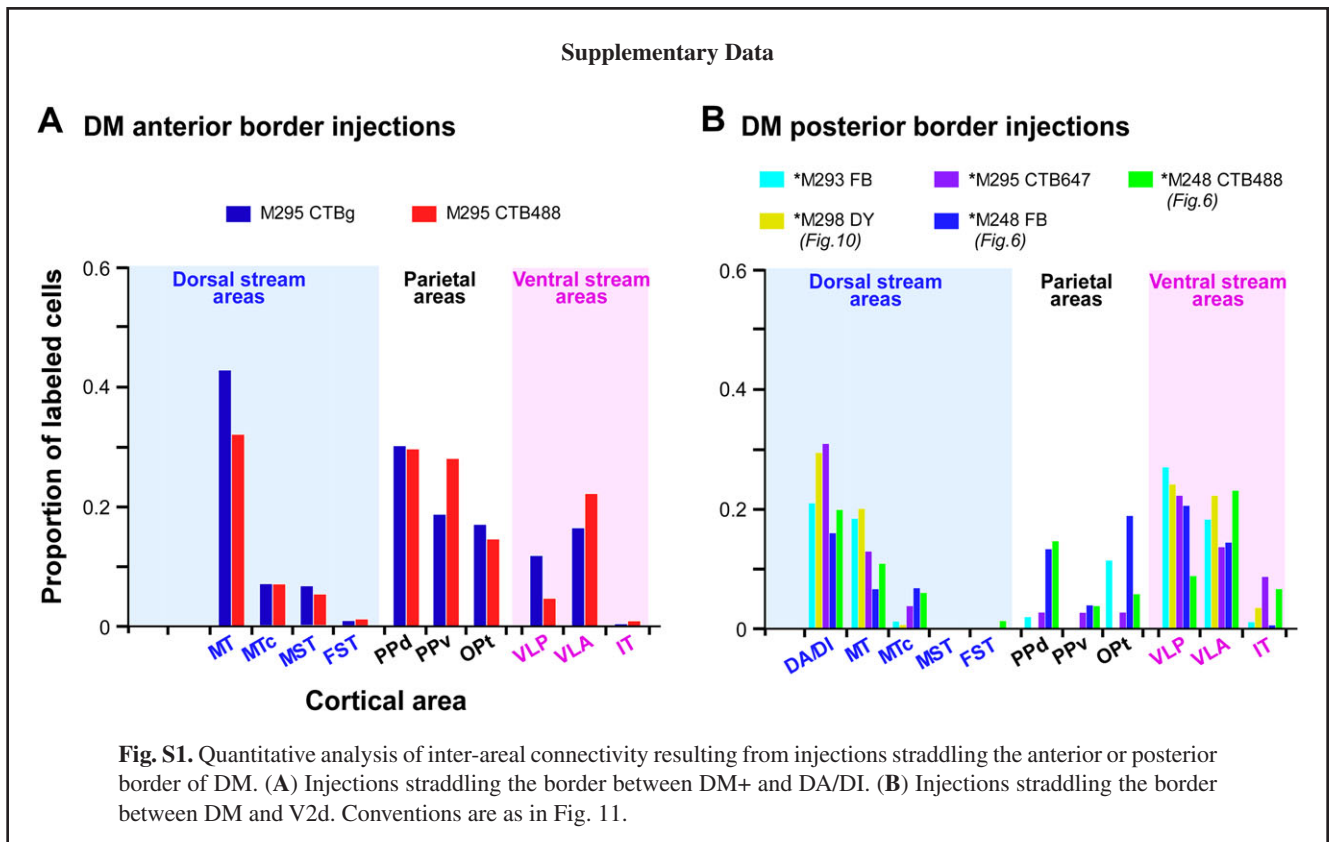 Supplementary Data
A DM anterior border injections
M295 CTBg
M295 CTB488
0.6
0.4
0.2
0
Proportion of labeled cells
Dorsal stream
areas
Parietal
areas
Ventral stream
areas
MT
MTc
MST
FST
PPd
PPv
OPt
VLP
VLA
IT
Cortical area
B DM posterior border injections
*M293 FB
*M295 CTB647
*M248 CTB488
(Fig.6)
*M298 DY
(Fig.10)
*M248 FB
(Fig.6)
0.6
0.4
0.2
0
Dorsal stream
areas
Parietal
areas
Ventral stream
areas
DA/DI
MT
MTc
MST
FST
PPd
PPv
OPt
VLP
VLA
IT
Fig. S1. Quantitative analysis of inter-areal connectivity resulting from injections straddling the anterior or posterior
border of DM. (A) Injections straddling the border between DM+ and DA/DI. (B) Injections straddling the border
between DM and V2d. Conventions are as in Fig. 11.